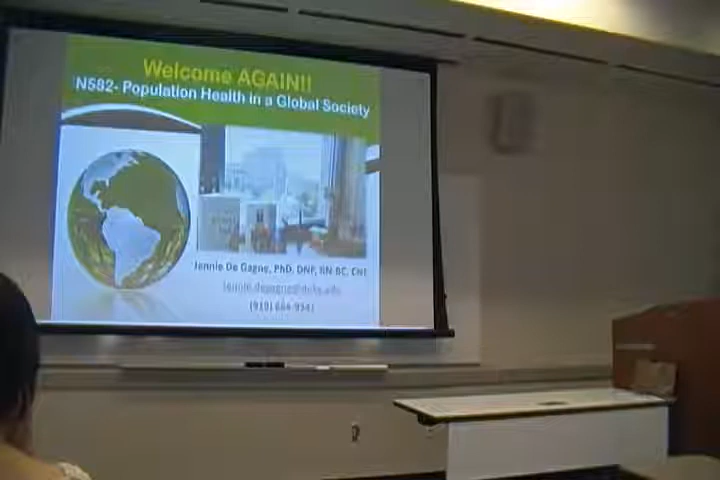 Welcome AGAIN!!
N582- Population Health in a Global Society
Jennie De Gagne, PhD, DNP, RN-BC, CNE